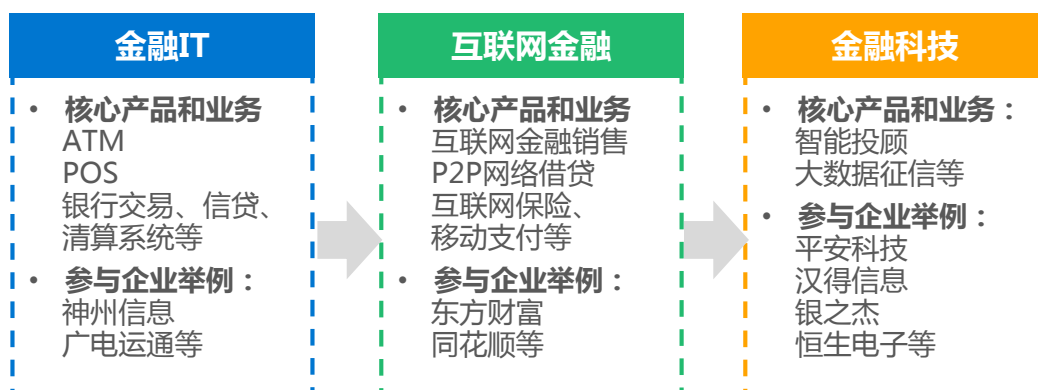 金融IT
• 核心产品和业务
ATM
POS
银行交易、信贷、
清算系统等
• 参与企业举例：
神州信息
广电运通等
互联网金融
• 核心产品和业务
互联网金融销售
P2P网络借贷
互联网保险、
移动支付等
• 参与企业举例：
东方财富
同花顺等
金融科技
• 核心产品和业务：
智能投顾
大数据征信等
• 参与企业举例：
平安科技
汉得信息
银之杰
恒生电子等